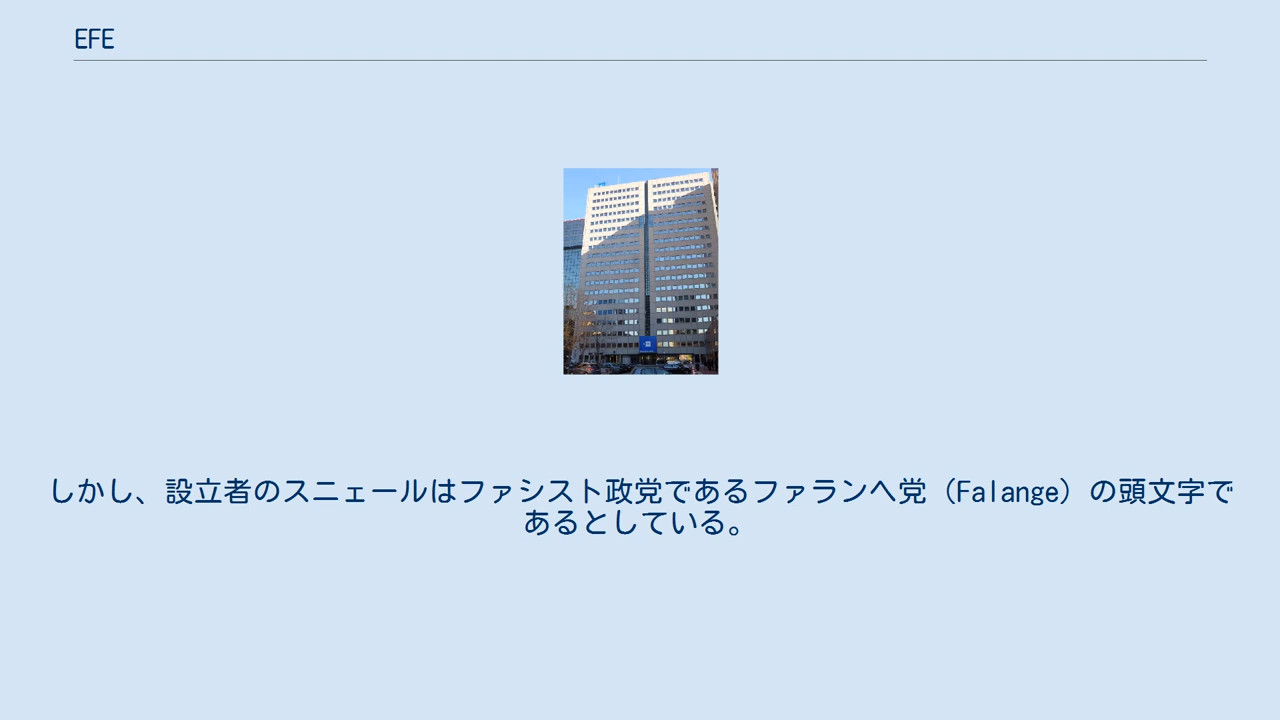 EFE
しかし、設立者のスニェールはファシスト政党であるファランヘ党（Falange）の頭文字で
あるとしている。